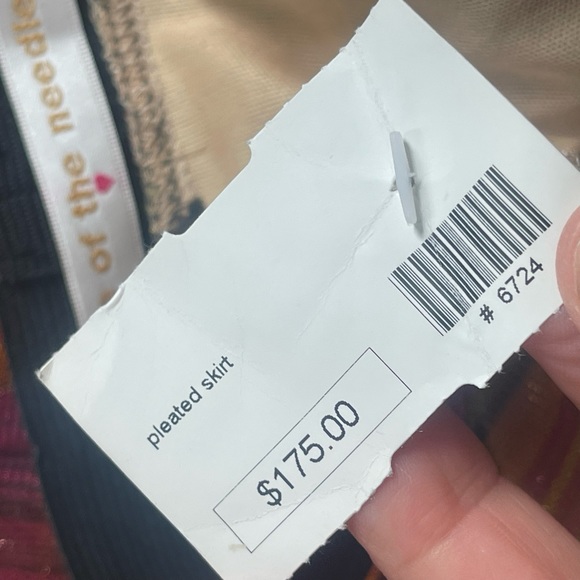 of the needle
pleated skirt
$175.00
# 6724